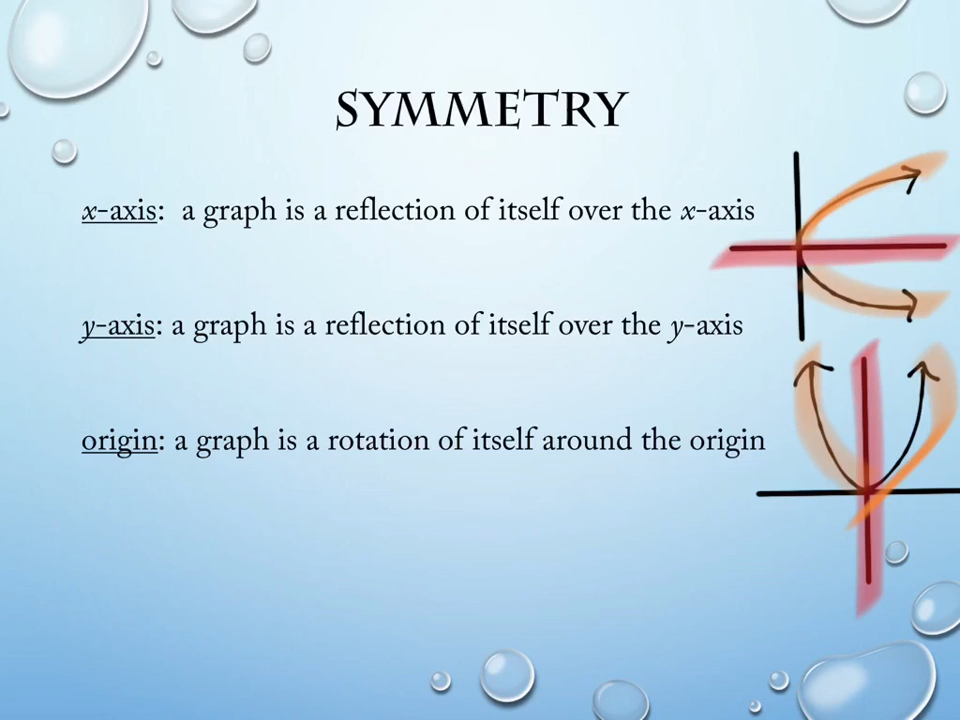 SYMMETRY
x-axis: a graph is a reflection of itself over the x-axis
y-axis: a graph is a reflection of itself over the y-axis
origin: a graph is a rotation of itself around the origin